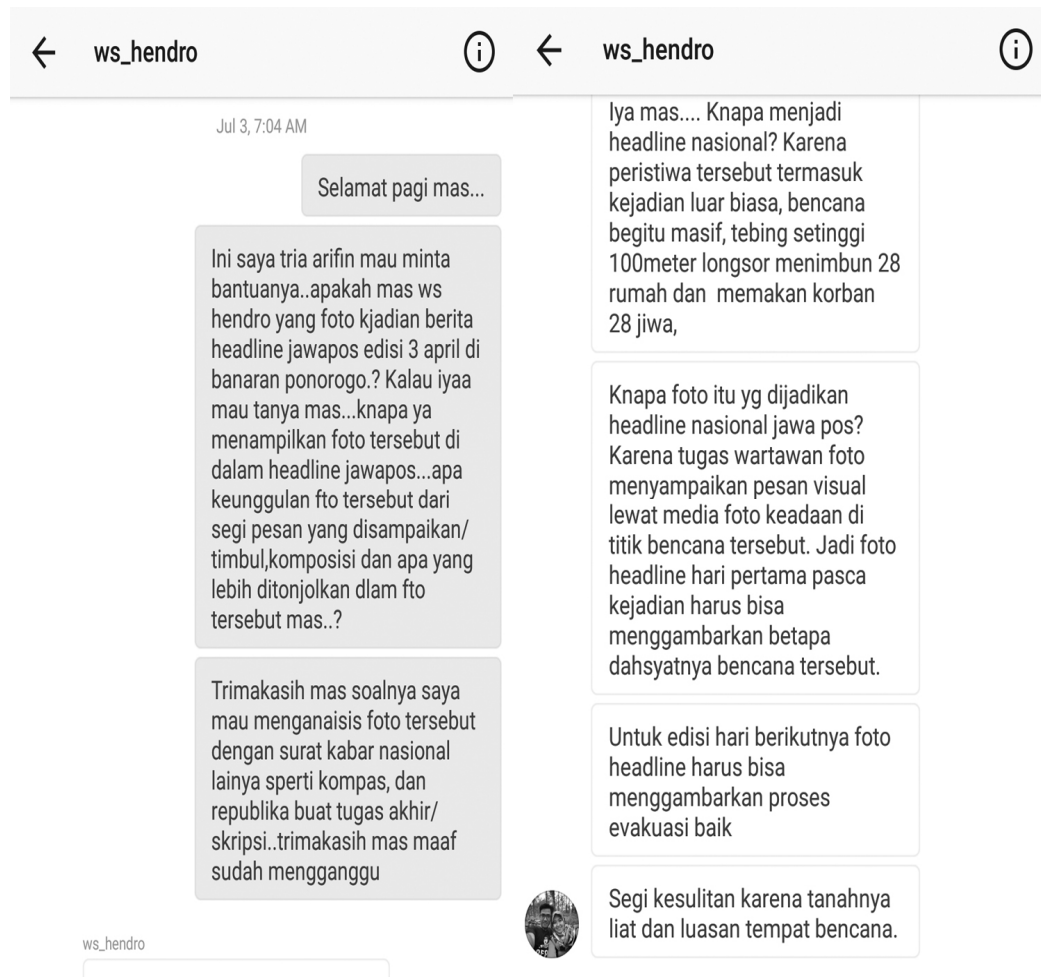 ws_hendro
Jul 3, 7:04 AM
Selamat pagi mas...
Ini saya tria arifin mau minta
bantuanya..apakah mas ws
hendro yang foto kjadian berita
headline jawapos edisi 3 april di
banaran ponorogo.? Kalau iyaa
mau tanya mas...knapa ya
menampilkan foto tersebut di
dalam headline jawapos...apa
keunggulan fto tersebut dari
segi pesan yang disampaikan/
timbul,komposisi dan apa yang
lebih ditonjolkan dlam fto
tersebut mas..?
Trimakasih mas soalnya saya
mau menganaisis foto tersebut
dengan surat kabar nasional
lainya sperti kompas, dan
republika buat tugas akhir/
skripsi..trimakasih mas maaf
sudah mengganggu
ws_hendro
ws_hendro
Iya mas.... Knapa menjadi
headline nasional? Karena
peristiwa tersebut termasuk
kejadian luar biasa, bencana
begitu masif, tebing setinggi
100meter longsor menimbun 28
rumah dan  memakan korban
28 jiwa,
Knapa foto itu yg dijadikan
headline nasional jawa pos?
Karena tugas wartawan foto
menyampaikan pesan visual
lewat media foto keadaan di
titik bencana tersebut. Jadi foto
headline hari pertama pasca
kejadian harus bisa
menggambarkan betapa
dahsyatnya bencana tersebut.
Untuk edisi hari berikutnya foto
headline harus bisa
menggambarkan proses
evakuasi baik
Segi kesulitan karena tanahnya
liat dan luasan tempat bencana.